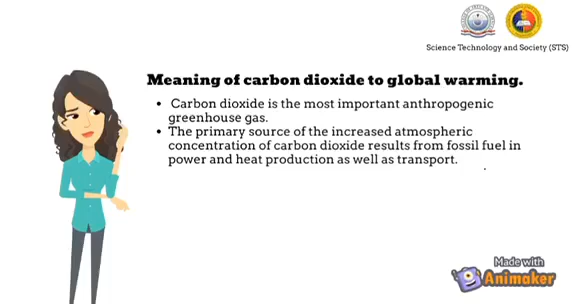 Science Technology and Society (STS)
Meaning of carbon dioxide to global warming.
• Carbon dioxide is the most important anthropogenic
greenhouse gas.
• The primary source of the increased atmospheric
concentration of carbon dioxide results from fossil fuel in
power and heat production as well as transport.
Made with
Animaker